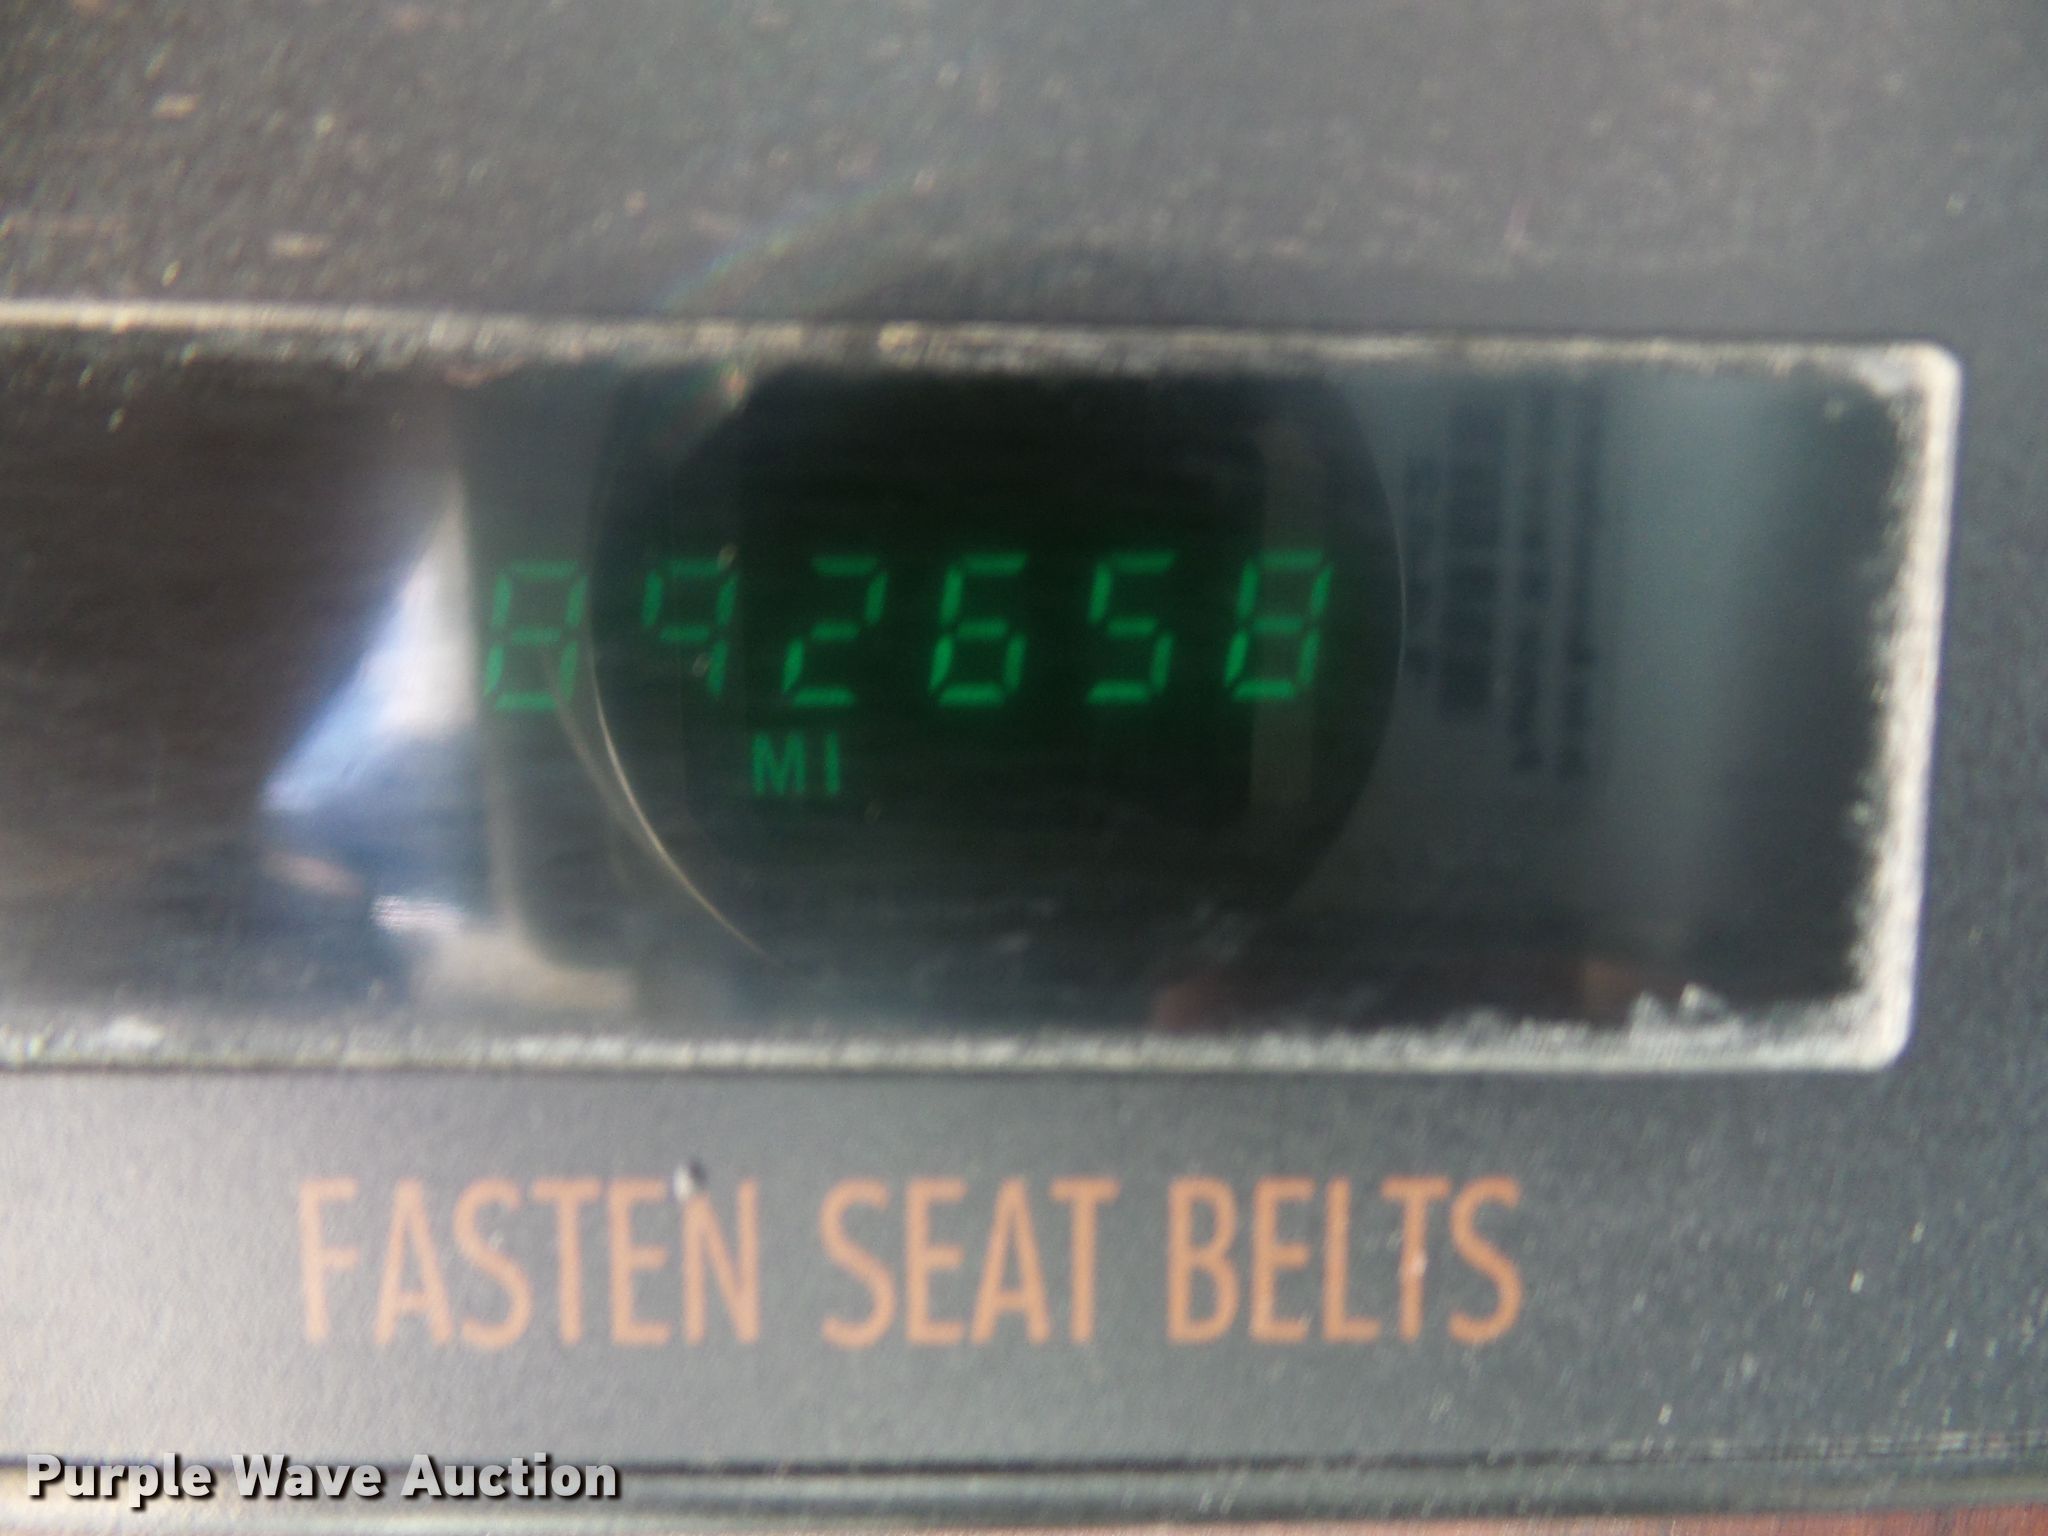 892658
MI
FASTEN SEAT BELTS
Purple Wave Auction